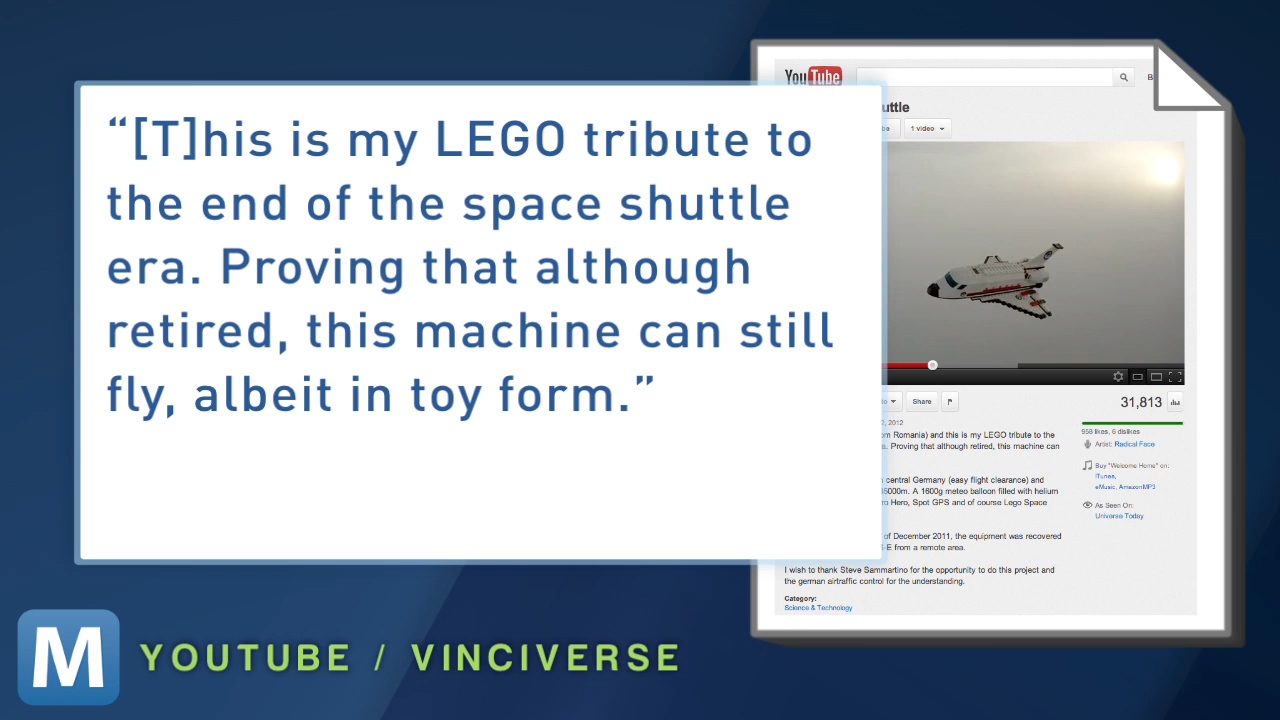 “[T]his is my LEGO tribute to
the end of the space shuttle
era. Proving that although
retired, this machine can still
fly, albeit in toy form.”
YouTube
1 video
Share
31,813
2012
958 likes, 6 dislikes
Romania) and this is my LEGO tribute to the
Proving that although retired, this machine can
Artist: Radical Face
Buy "Welcome Home" on:
iTunes,
eMusic, AmazonMP3
central Germany (easy flight clearance) and
A 1600g meteo balloon filled with helium
Hero, Spot GPS and of course Lego Space
As Seen On:
Universe Today
of December 2011, the equipment was recovered
from a remote area.
I wish to thank Steve Sammartino for the opportunity to do this project and
the german airtraffic control for the understanding.
Category:
Science & Technology
M YOUTUBE / VINCIVERSE